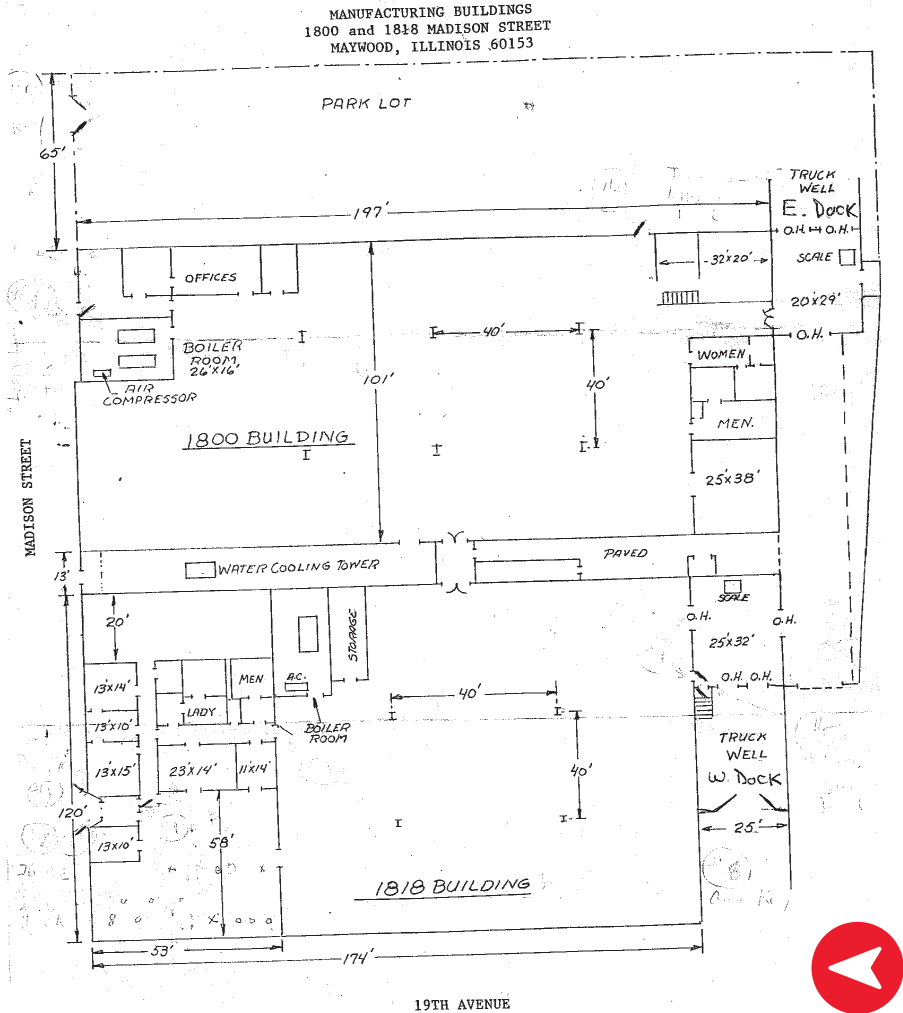 MANUFACTURING BUILDINGS
1800 and 1818 MADISON STREET
MAYWOOD, ILLINOIS 60153
PARK LOT
65'
TRUCK
WELL
E. DOCK
197'
O.H. O.H.
OFFICES
32'X20'
SCALE
20'X29'
40'
O.H.
BOILER
ROOM
26'X16'
WOMEN
101'
40'
AIR
COMPRESSOR
MEN.
1800 BUILDING
MADISON STREET
25'X38'
PAVED
13'
WATER COOLING TOWER
SCALE
20'
STORAGE
O.H.
O.H.
25'X32'
MEN
A.C.
O.H. O.H.
13'X14'
40'
LADY
13'X10'
BOILER
ROOM
TRUCK
WELL
W. DOCK
13'X15'
23'X14'
11'X14'
40'
120'
25'
58'
13'X10'
1818 BUILDING
53'
174'
19TH AVENUE